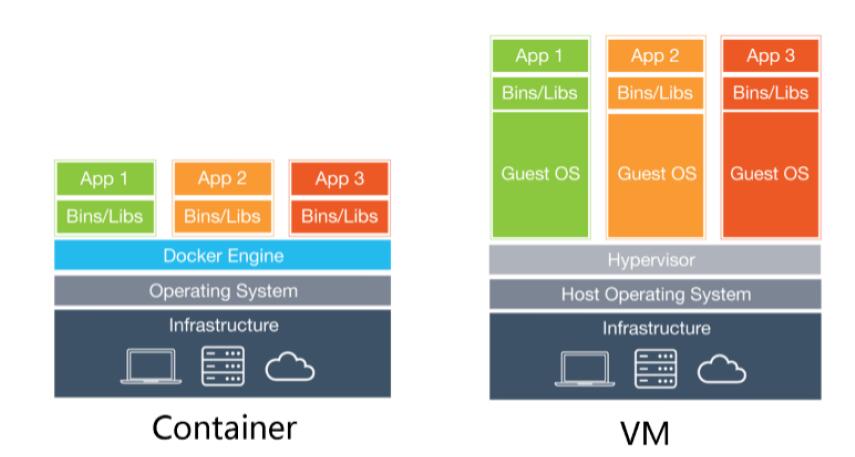 App 1
App 2
App 3
Bins/Libs
Bins/Libs
Bins/Libs
Docker Engine
Operating System
Infrastructure
Container
App 1
App 2
App 3
Bins/Libs
Bins/Libs
Bins/Libs
Guest OS
Guest OS
Guest OS
Hypervisor
Host Operating System
Infrastructure
VM